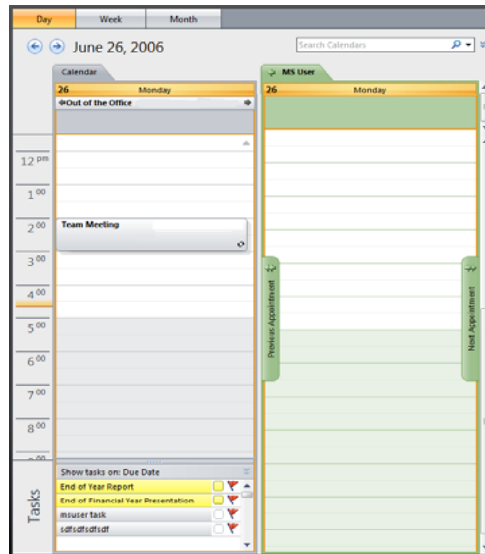 Day Week Month
June 26, 2006
Search Calendars
Calendar MS User
26 Monday 26 Monday
Out of the Office
12 pm
1 00
2 00 Team Meeting
3 00
4 00
5 00
6 00
7 00
8 00
Previous Appointment
Next Appointment
Tasks
Show tasks on: Due Date
End of Year Report
End of Financial Year Presentation
msuser task
sdfsdfsdfsdf